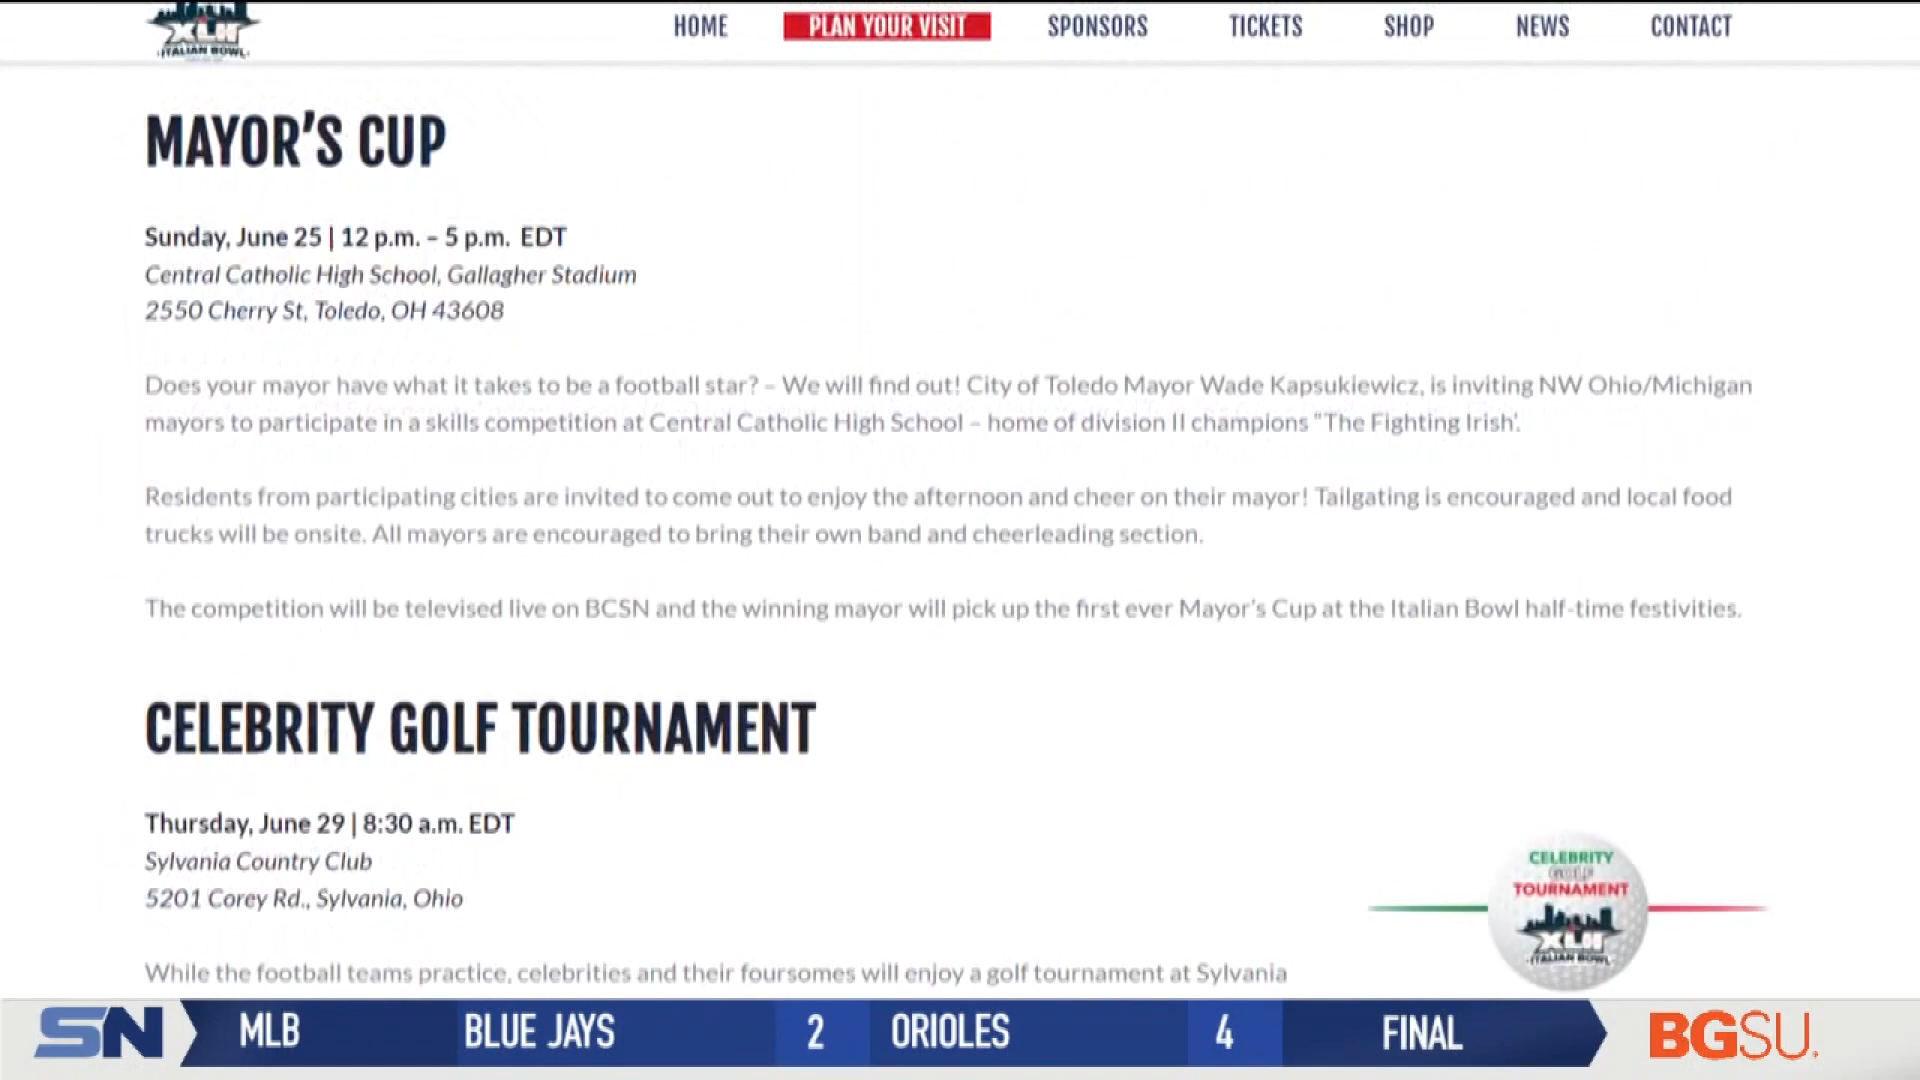 XLII
ITALIAN BOWL
HOME
PLAN YOUR VISIT
SPONSORS
TICKETS
SHOP
NEWS
CONTACT
MAYOR'S CUP
Sunday, June 25 | 12 p.m. – 5 p.m. EDT
Central Catholic High School, Gallagher Stadium
2550 Cherry St, Toledo, OH 43608
Does your mayor have what it takes to be a football star? – We will find out! City of Toledo Mayor Wade Kapsukiewicz, is inviting NW Ohio/Michigan
mayors to participate in a skills competition at Central Catholic High School – home of division II champions "The Fighting Irish'.
Residents from participating cities are invited to come out to enjoy the afternoon and cheer on their mayor! Tailgating is encouraged and local food
trucks will be onsite. All mayors are encouraged to bring their own band and cheerleading section.
The competition will be televised live on BCSN and the winning mayor will pick up the first ever Mayor's Cup at the Italian Bowl half-time festivities.
CELEBRITY GOLF TOURNAMENT
Thursday, June 29 | 8:30 a.m. EDT
Sylvania Country Club
5201 Corey Rd., Sylvania, Ohio
CELEBRITY
GOLF
TOURNAMENT
XLII
ITALIAN BOWL
While the football teams practice, celebrities and their foursomes will enjoy a golf tournament at Sylvania
SN MLB BLUE JAYS 2 ORIOLES 4 FINAL BGSU.